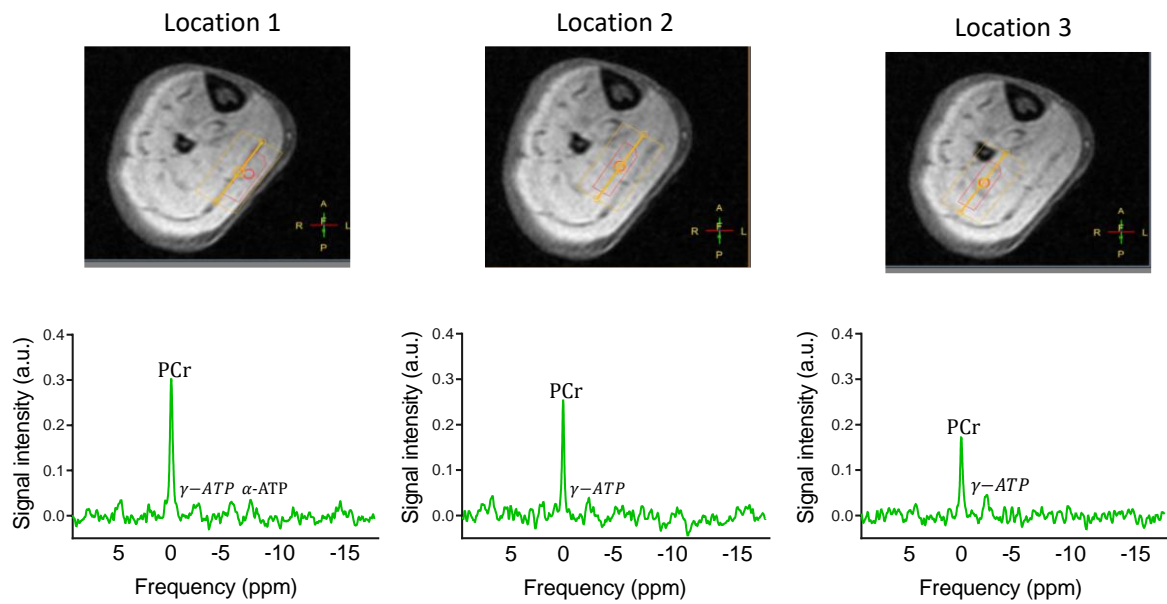 Location 1
Location 2
Location 3
A
R F L
P
A
R F L
P
A
R F L
P
Signal intensity (a.u.)
0.4
0.3
0.2
0.1
0.0
PCr
γ−ATP α-ATP
5 0 -5 -10 -15
Frequency (ppm)
Signal intensity (a.u.)
0.4
0.3
0.2
0.1
0.0
PCr
γ−ATP
5 0 -5 -10 -15
Frequency (ppm)
Signal intensity (a.u.)
0.4
0.3
0.2
0.1
0.0
PCr
γ−ATP
5 0 -5 -10 -15
Frequency (ppm)